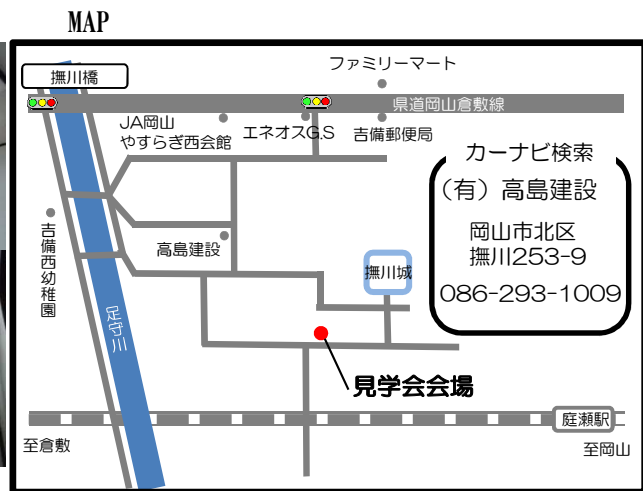 MAP
撫川橋
ファミリーマート
県道岡山倉敷線
JA岡山
やすらぎ西会館
エネオスG.S
吉備郵便局
カーナビ検索
（有）高島建設
岡山市北区
撫川253-9
086-293-1009
吉備西幼稚園
高島建設
撫川城
足守川
見学会会場
庭瀬駅
至倉敷
至岡山